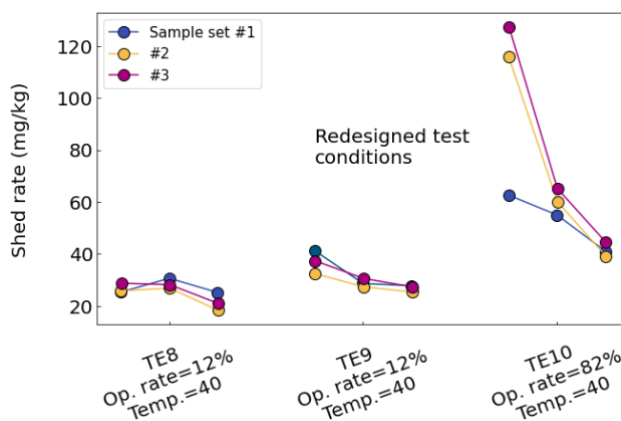 120
100
80
60
40
20
Shed rate (mg/kg)
Sample set #1
#2
#3
Redesigned test
conditions
TE8
Op. rate=12%
Temp.=40
TE9
Op. rate=12%
Temp.=40
TE10
Op. rate=82%
Temp.=40